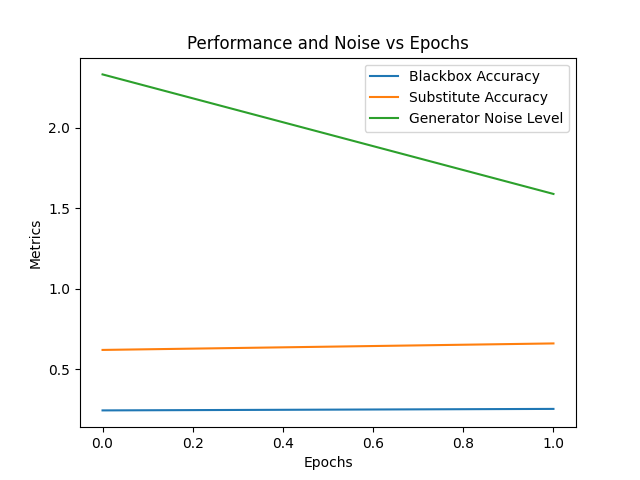 Performance and Noise vs Epochs
Blackbox Accuracy
Substitute Accuracy
Generator Noise Level
Metrics
2.0
1.5
1.0
0.5
0.0 0.2 0.4 0.6 0.8 1.0
Epochs